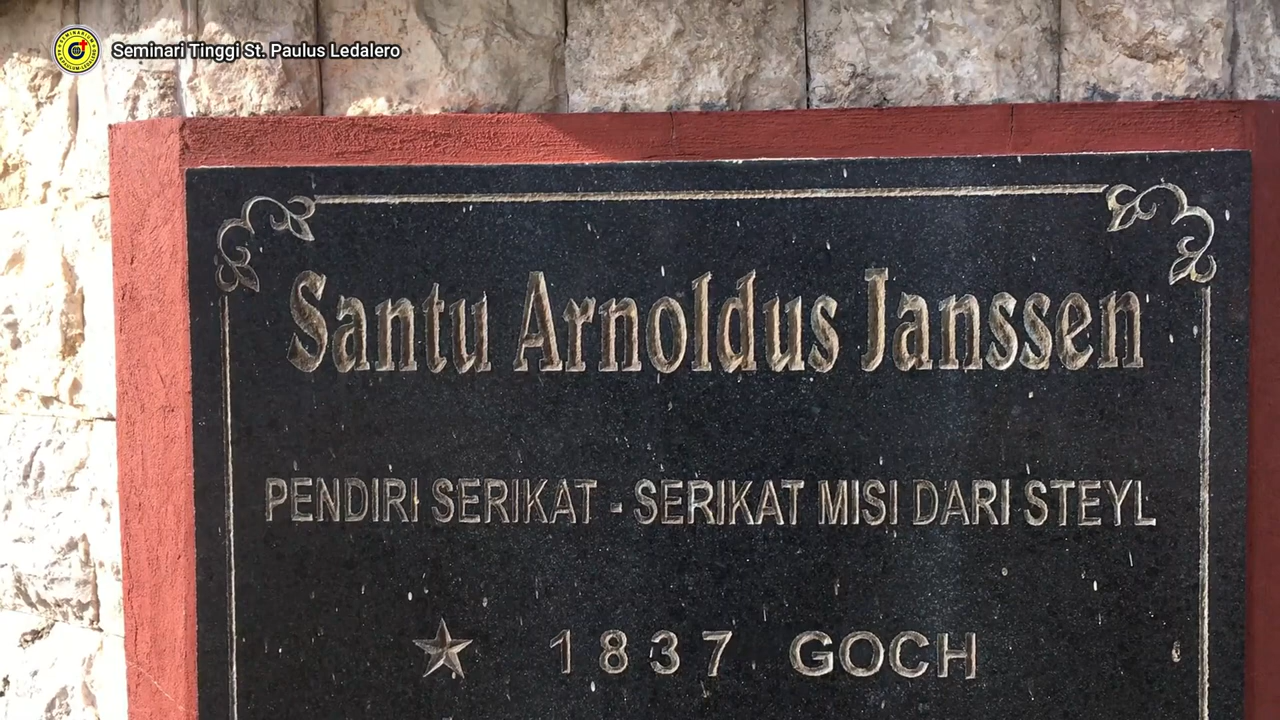 Seminari Tinggi St. Paulus Ledalero
Santu Arnoldus Janssen
PENDIRI SERIKAT - SERIKAT MISI DARI STEYL
1837 GOCH